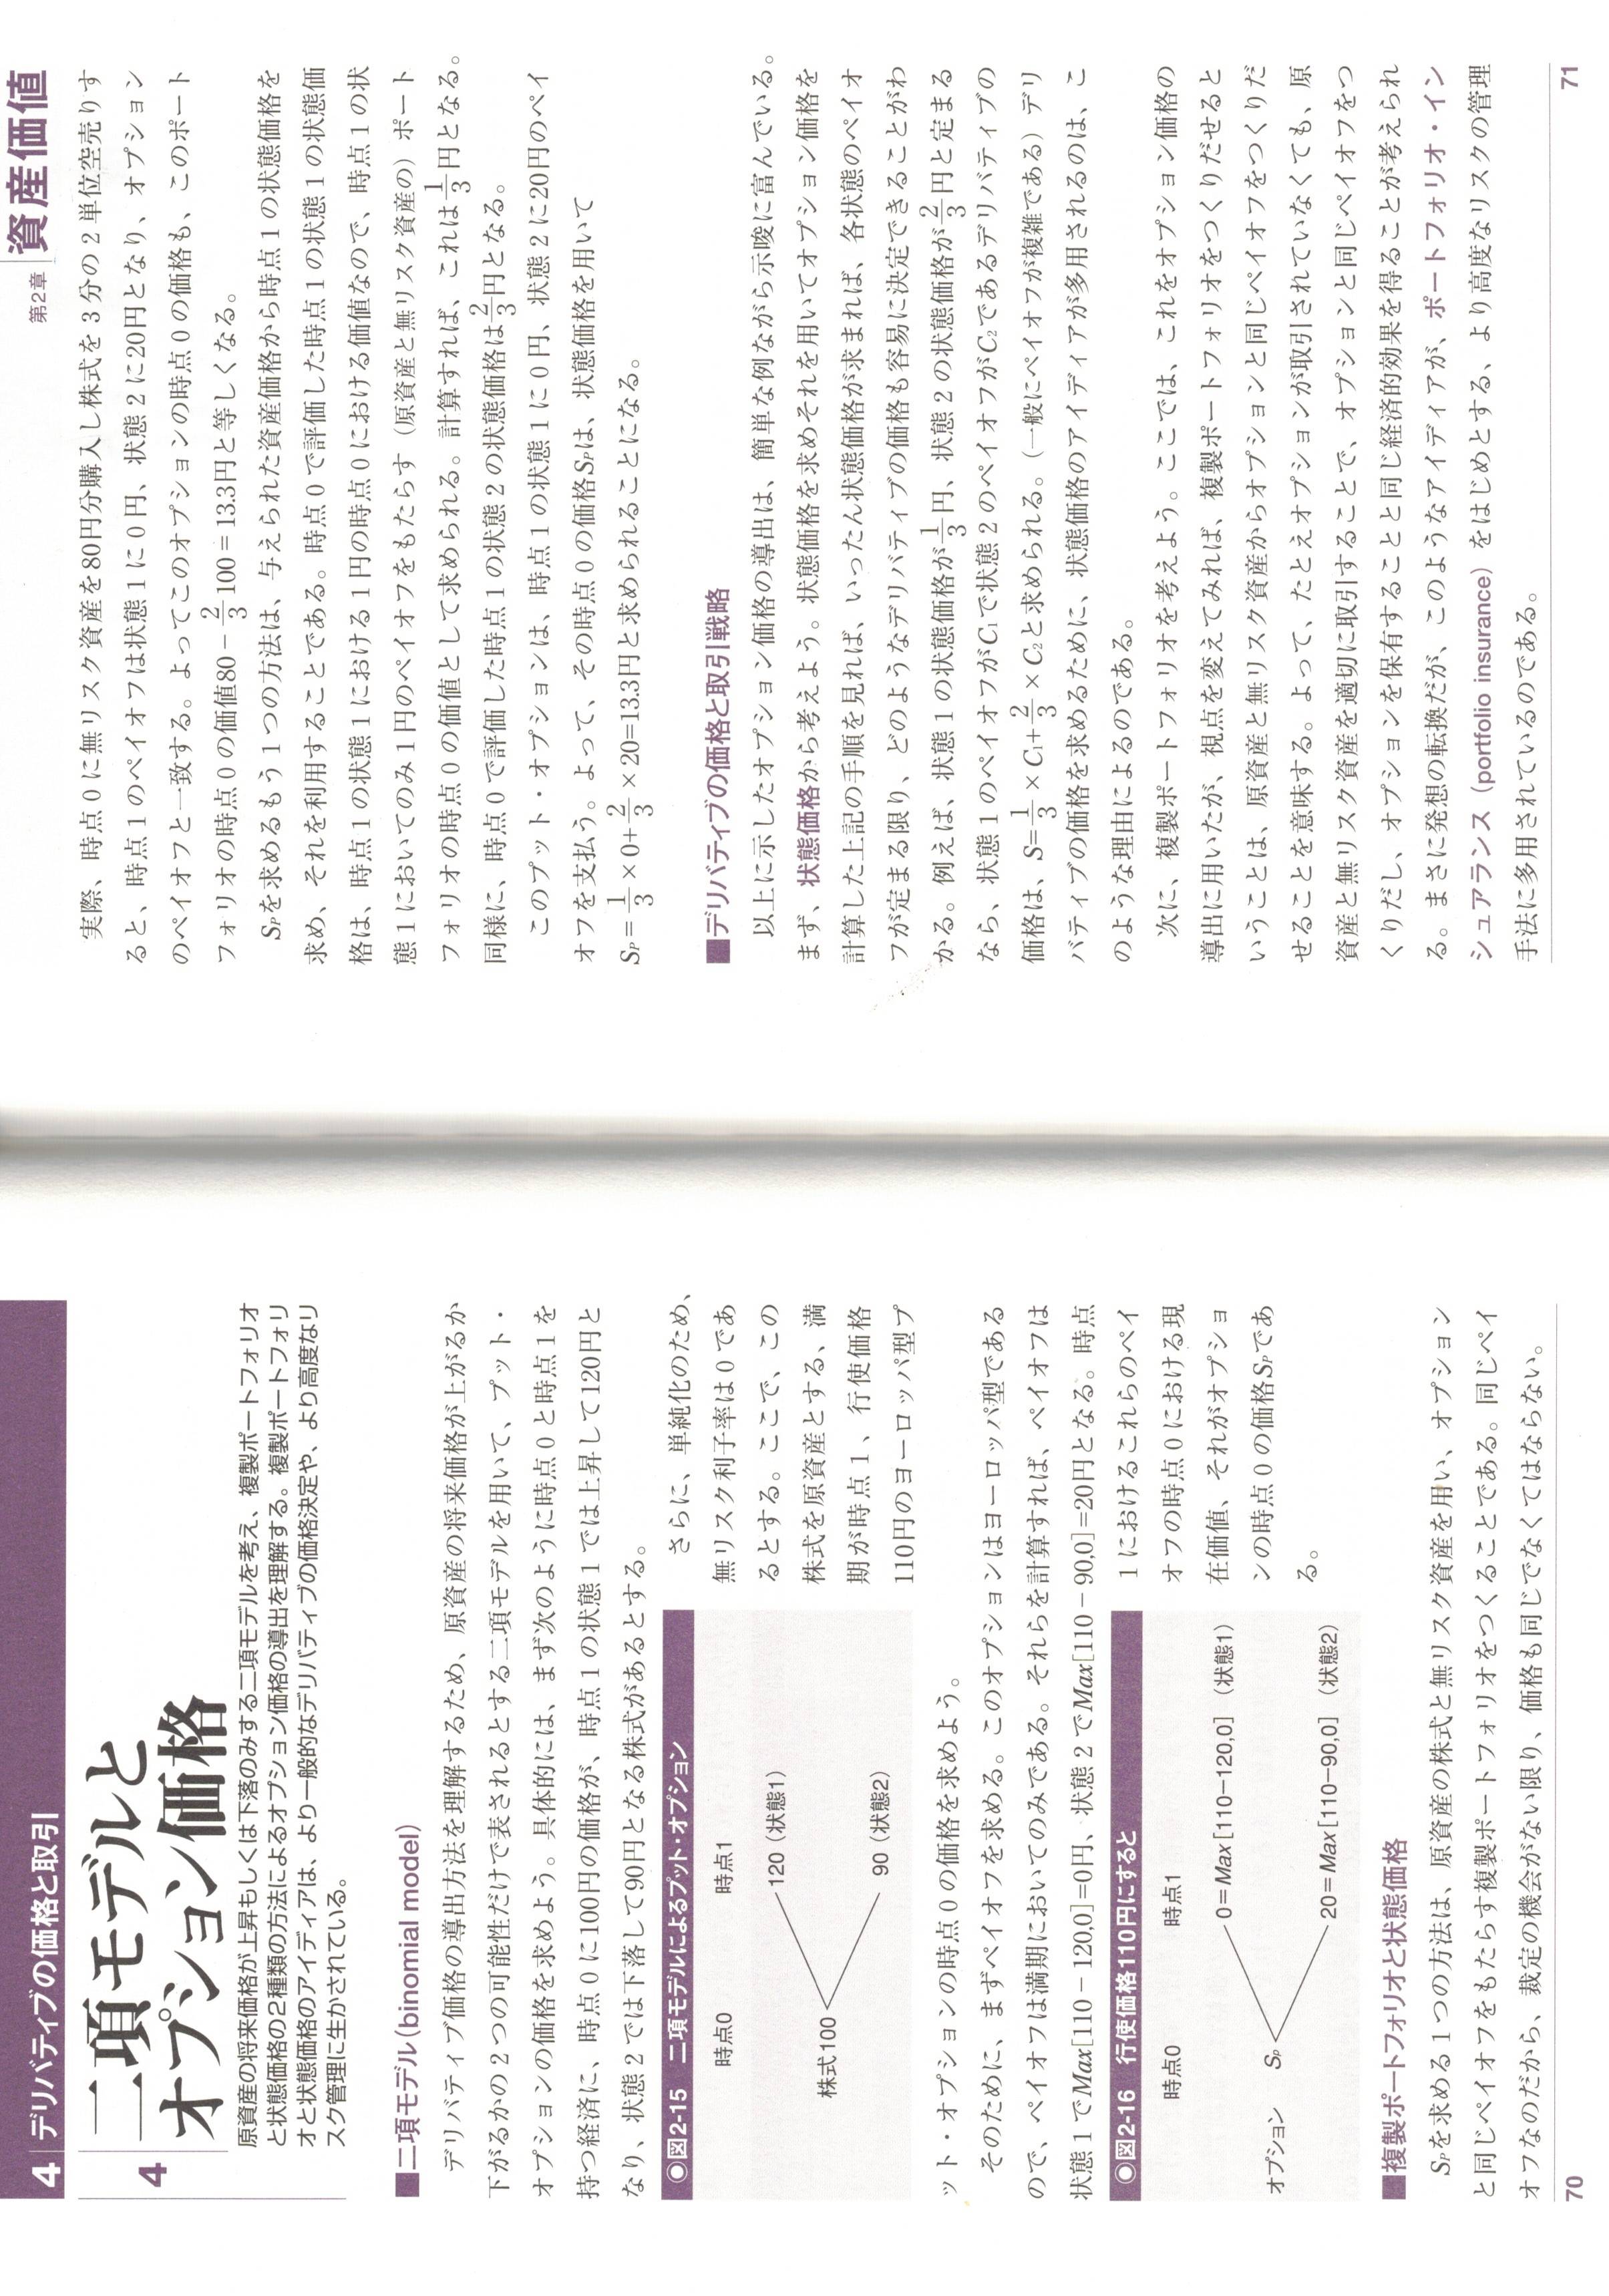 4 デリバティブの価格と取引
4
二項モデルと
オプション価格
原資産の将来価格が上昇もしくは下落のみする二項モデルを考え、複製ポートフォリオ
と状態価格の2種類の方法によるオプション価格の導出を理解する。複製ポートフォリ
オと状態価格のアイディアは、より一般的なデリバティブの価格決定や、より高度なリ
スク管理に生かされている。
■二項モデル(binomial model)
デリバティブ価格の導出方法を理解するため、原資産の将来価格が上がるか
下がるかの2つの可能性だけで表されるとする二項モデルを用いて、プット・
オプションの価格を求めよう。具体的には、まず次のように時点0と時点1を
持つ経済に、時点0に100円の価格が、時点1の状態1では上昇して120円と
なり、状態2では下落して90円となる株式があるとする。
◉図2-15 二項モデルによるプット・オプション
時点0 時点1
120（状態1）
株式100
90（状態2）
さらに、単純化のため、
無リスク利子率は0であ
るとする。ここで、この
株式を原資産とする、満
期が時点1、行使価格
110円のヨーロッパ型プ
ット・オプションの時点0の価格を求めよう。
そのために、まずペイオフを求める。このオプションはヨーロッパ型である
ので、ペイオフは満期においてのみである。それらを計算すれば、ペイオフは
状態1でMax[110－120,0]=0円、状態2でMax[110－90,0]=20円となる。時点
◉図2-16 行使価格110円にすると
時点0 時点1
0=Max[110−120,0]（状態1）
オプション SP
20=Max[110−90,0]（状態2）
1におけるこれらのペイ
オフの時点0における現
在価値、それがオプショ
ンの時点0の価格SPであ
る。
■複製ポートフォリオと状態価格
SPを求める1つの方法は、原資産の株式と無リスク資産を用い、オプション
と同じペイオフをもたらす複製ポートフォリオをつくることである。同じペイ
オフなのだから、裁定の機会がない限り、価格も同じでなくてはならない。
70
第2章 資産価値
実際、時点0に無リスク資産を80円分購入し株式を3分の2単位空売りす
ると、時点1のペイオフは状態1に0円、状態2に20円となり、オプション
のペイオフと一致する。よってこのオプションの時点0の価格も、このポート
フォリオの時点0の価値80－2/3 100＝13.3円と等しくなる。
SPを求めるもう1つの方法は、与えられた資産価格から時点1の状態価格を
求め、それを利用することである。時点0で評価した時点1の状態1の状態価
格は、時点1の状態1における1円の時点0における価値なので、時点1の状
態1においてのみ1円のペイオフをもたらす（原資産と無リスク資産の）ポート
フォリオの時点0の価値として求められる。計算すれば、これは1/3円となる。
同様に、時点0で評価した時点1の状態2の状態価格は2/3円となる。
このプット・オプションは、時点1の状態1に0円、状態2に20円のペイ
オフを支払う。よって、その時点0の価格SPは、状態価格を用いて
SP＝1/3×0+2/3×20=13.3円と求められることになる。
■デリバティブの価格と取引戦略
以上に示したオプション価格の導出は、簡単な例ながら示唆に富んでいる。
まず、状態価格から考えよう。状態価格を求めそれを用いてオプション価格を
計算した上記の手順を見れば、いったん状態価格が求まれば、各状態のペイオ
フが定まる限り、どのようなデリバティブの価格も容易に決定できることがわ
かる。例えば、状態1の状態価格が1/3円、状態2の状態価格が2/3円と定まる
なら、状態1のペイオフがC1で状態2のペイオフがC2であるデリバティブの
価格は、S=1/3×C1+2/3×C2と求められる。（一般にペイオフが複雑である）デリ
バティブの価格を求めるために、状態価格のアイディアが多用されるのは、こ
のような理由によるのである。
次に、複製ポートフォリオを考えよう。ここでは、これをオプション価格の
導出に用いたが、視点を変えてみれば、複製ポートフォリオをつくりだせると
いうことは、原資産と無リスク資産からオプションと同じペイオフをつくりだ
せることを意味する。よって、たとえオプションが取引されていなくても、原
資産と無リスク資産を適切に取引することで、オプションと同じペイオフをつ
くりだし、オプションを保有することと同じ経済的効果を得ることが考えられ
る。まさに発想の転換だが、このようなアイディアが、ポートフォリオ・イン
シュアランス（portfolio insurance）をはじめとする、より高度なリスクの管理
手法に多用されているのである。
71